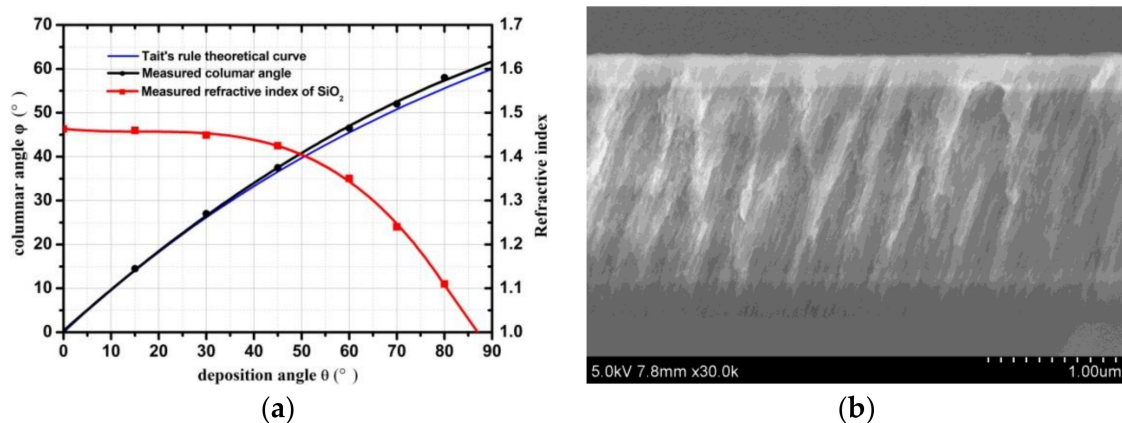 70
60
50
40
30
20
10
0
columnar angle φ (°)
Tait's rule theoretical curve
Measured columar angle
Measured refractive index of SiO2
1.7
1.6
1.5
1.4
1.3
1.2
1.1
1.0
Refractive index
0 10 20 30 40 50 60 70 80 90
deposition angle θ (°)
(a)
5.0kV 7.8mm x30.0k 1.00um
(b)